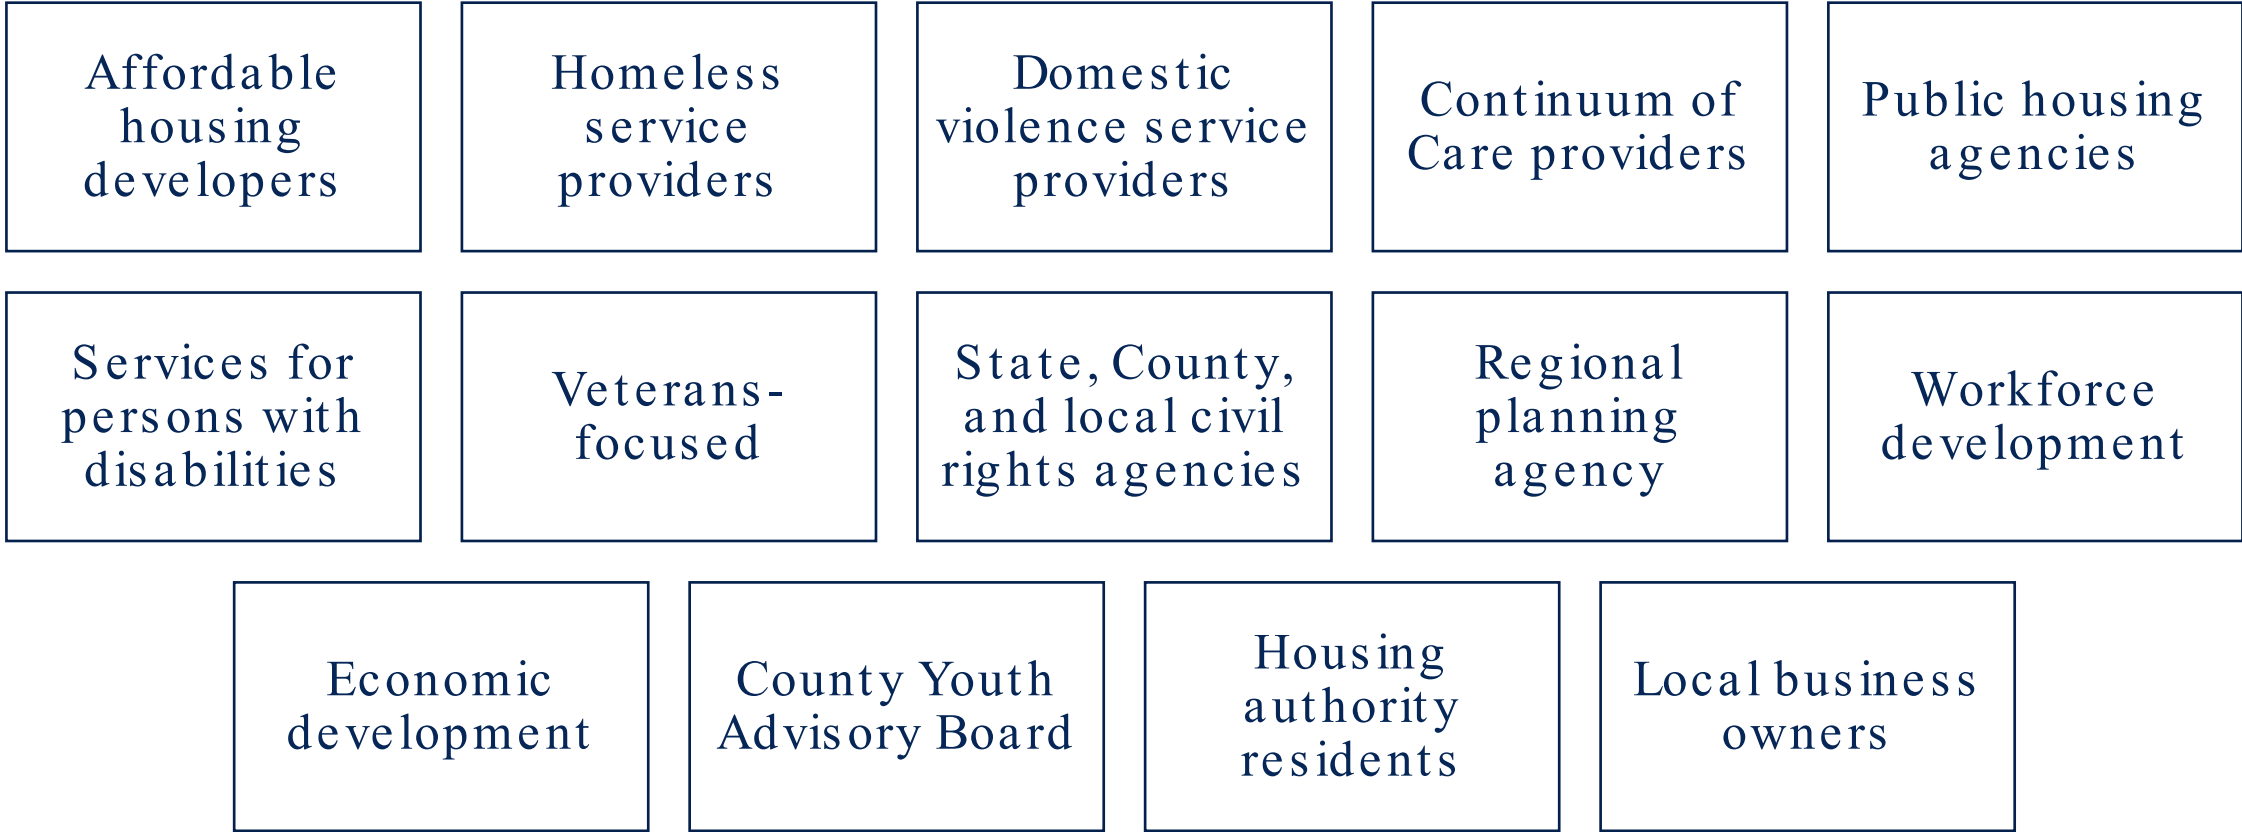 Affordable
housing
developers
Homeless
service
providers
Domestic
violence service
providers
Continuum of
Care providers
Public housing
agencies
Services for
persons with
disabilities
Veterans-
focused
State, County,
and local civil
rights agencies
Regional
planning
agency
Workforce
development
Economic
development
County Youth
Advisory Board
Housing
authority
residents
Local business
owners